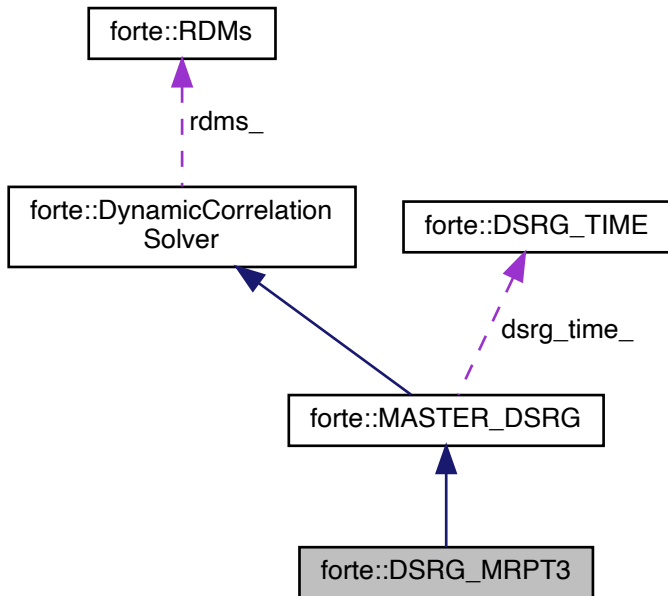 forte::RDMs
rdms_
forte::DynamicCorrelation
Solver
forte::DSRG_TIME
dsrg_time_
forte::MASTER_DSRG
forte::DSRG_MRPT3